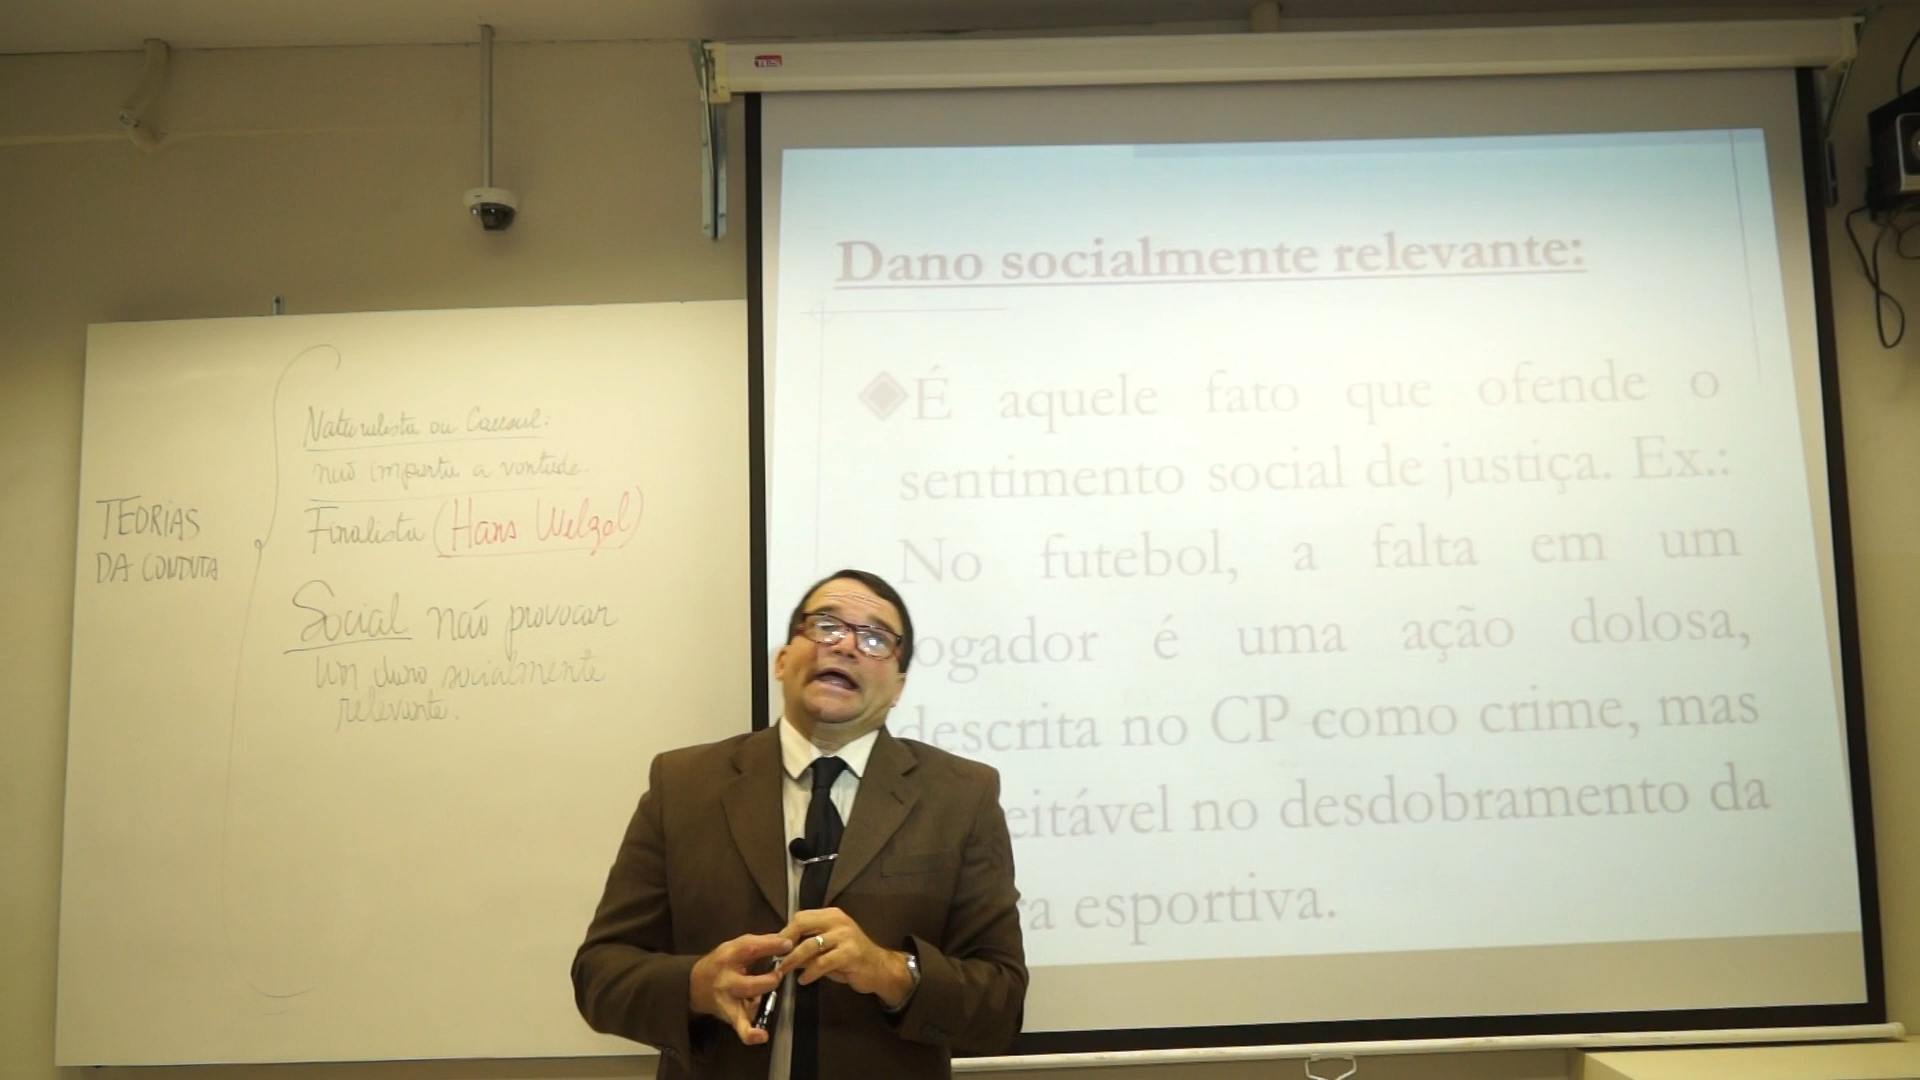 TEORIAS
DA CONDUTA
Naturalista ou Causal:
não importa a vontade.
Finalista (Hans Welzel)
Social não provocar
um dano socialmente
relevante.
Dano socialmente relevante:
É aquele fato que ofende o
sentimento social de justiça. Ex.:
No futebol, a falta em um
ogador é uma ação dolosa,
descrita no CP como crime, mas
eitável no desdobramento da
ra esportiva.